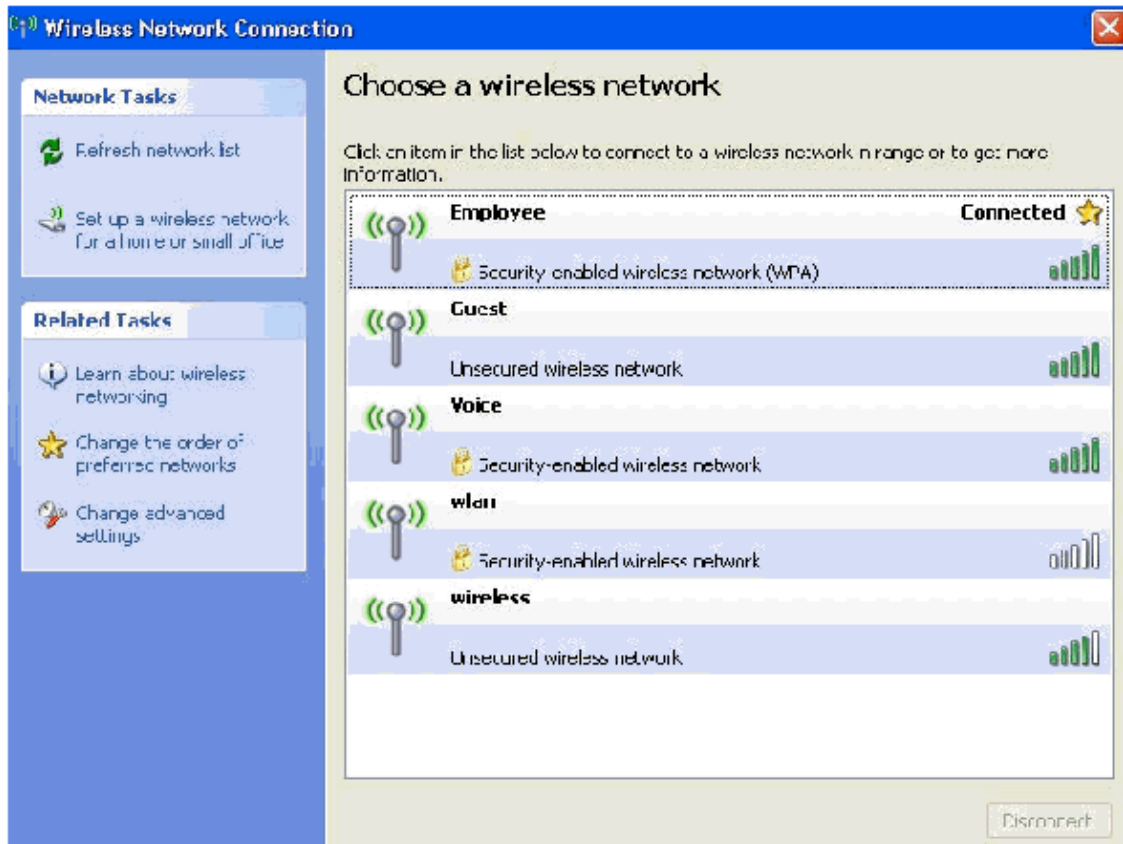 Wireless Network Connection
Network Tasks
Refresh network list
Set up a wireless network
for a home or small office
Related Tasks
Learn about wireless
networking
Change the order of
preferred networks
Change advanced
settings
Choose a wireless network
Click an item in the list below to connect to a wireless network in range or to get more
information.
Employee Connected
Security-enabled wireless network (WPA)
Guest
Unsecured wireless network
Voice
Security-enabled wireless network
wlan
Security-enabled wireless network
wireless
Unsecured wireless network
Disconnect